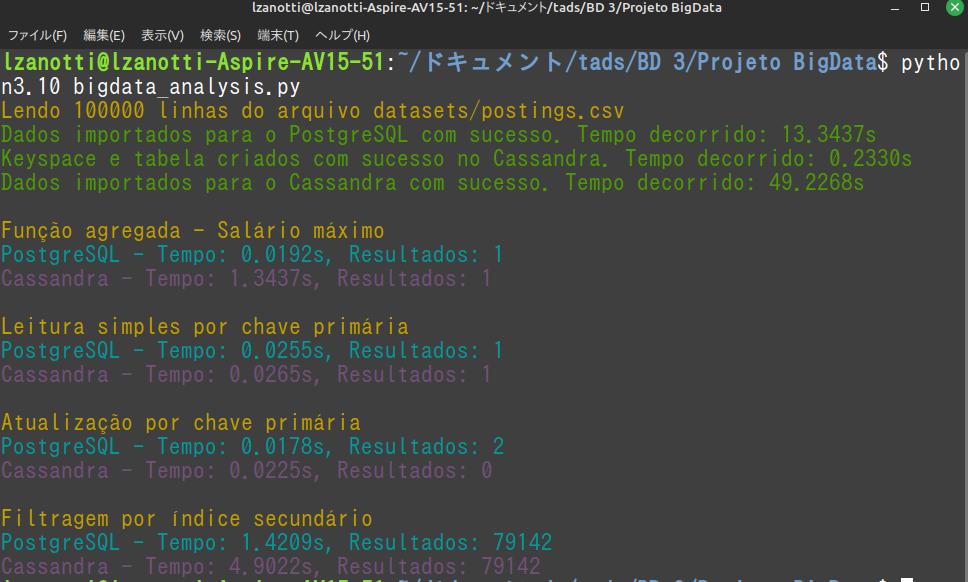 lzanotti@lzanotti-Aspire-AV15-51: ~/ドキュメント/tads/BD 3/Projeto BigData
ファイル(F) 編集(E) 表示(V) 検索(S) 端末(T) ヘルプ(H)
lzanotti@lzanotti-Aspire-AV15-51:~/ドキュメント/tads/BD 3/Projeto BigData$ pytho
n3.10 bigdata_analysis.py
Lendo 100000 linhas do arquivo datasets/postings.csv
Dados importados para o PostgreSQL com sucesso. Tempo decorrido: 13.3437s
Keyspace e tabela criados com sucesso no Cassandra. Tempo decorrido: 0.2330s
Dados importados para o Cassandra com sucesso. Tempo decorrido: 49.2268s
Função agregada - Salário máximo
PostgreSQL - Tempo: 0.0192s, Resultados: 1
Cassandra - Tempo: 1.3437s, Resultados: 1
Leitura simples por chave primária
PostgreSQL - Tempo: 0.0255s, Resultados: 1
Cassandra - Tempo: 0.0265s, Resultados: 1
Atualização por chave primária
PostgreSQL - Tempo: 0.0178s, Resultados: 2
Cassandra - Tempo: 0.0225s, Resultados: 0
Filtragem por índice secundário
PostgreSQL - Tempo: 1.4209s, Resultados: 79142
Cassandra - Tempo: 4.9022s, Resultados: 79142